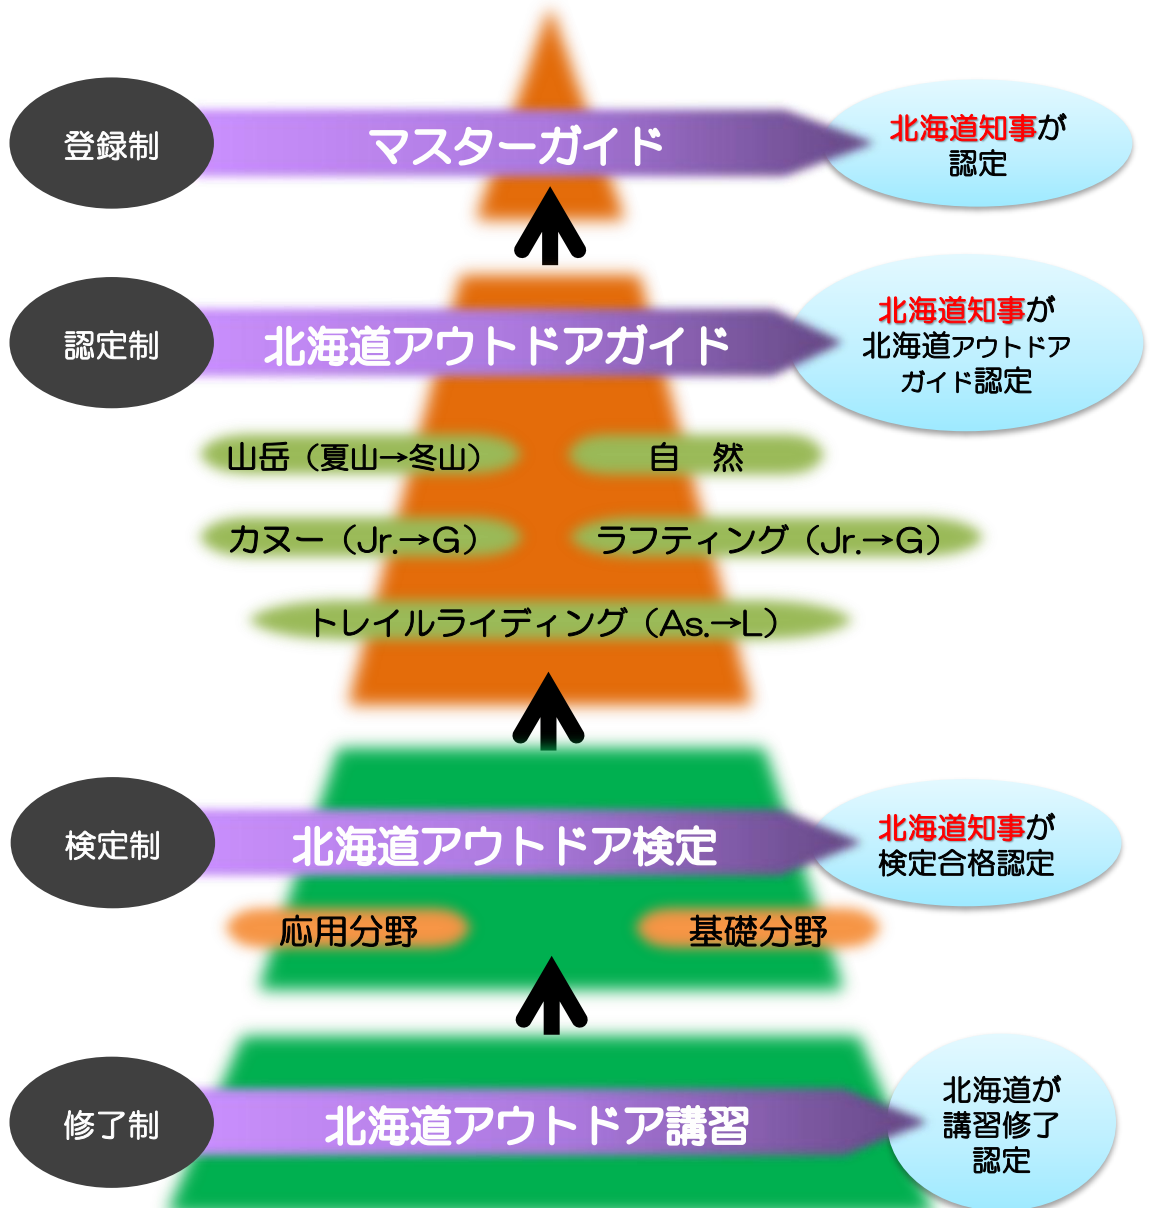 登録制
マスターガイド
北海道知事が
認定
認定制
北海道アウトドアガイド
北海道知事が
北海道アウトドア
ガイド認定
山岳（夏山→冬山）
自　然
カヌー（Jr.→G）
ラフティング（Jr.→G）
トレイルライディング（As.→L）
検定制
北海道アウトドア検定
北海道知事が
検定合格認定
応用分野
基礎分野
修了制
北海道アウトドア講習
北海道が
講習修了
認定